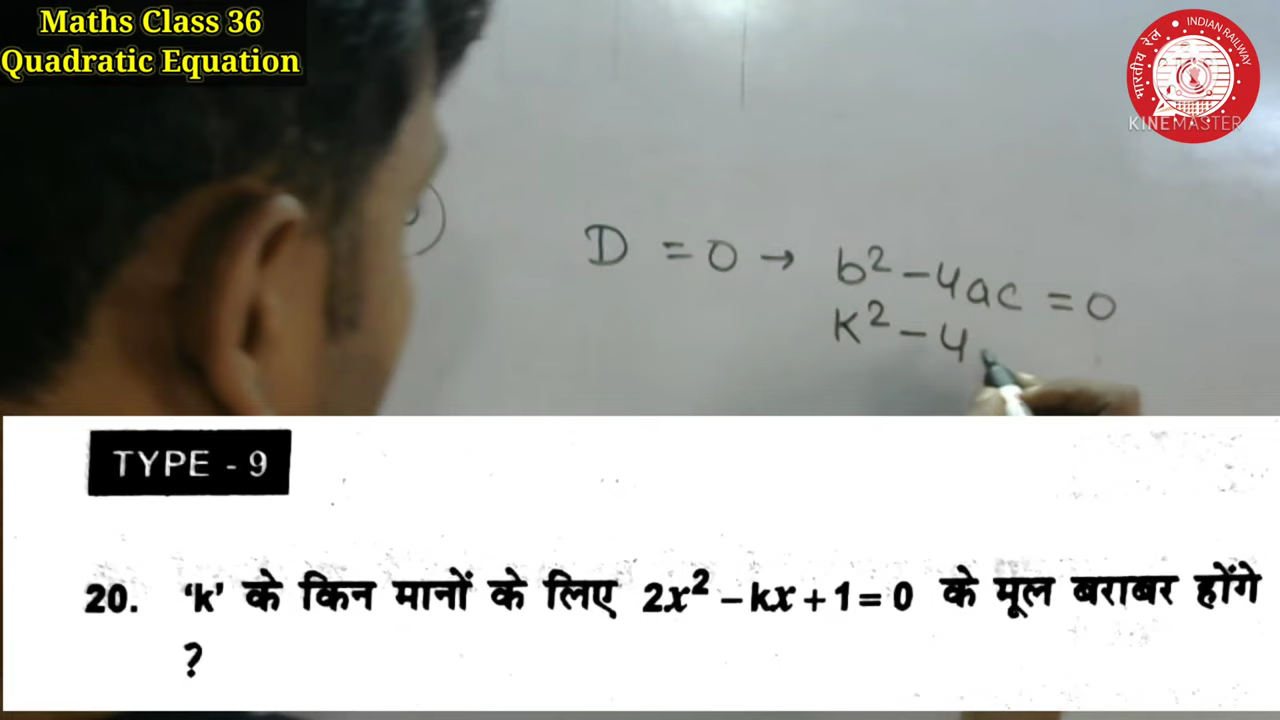 Maths Class 36
Quadratic Equation
भारतीय रेल
INDIAN RAILWAY
KINEMASTER
D = 0 → b² - 4ac = 0
K² - 4
TYPE - 9
20. ‘k’ के किन मानों के लिए 2x² – kx + 1 = 0 के मूल बराबर होंगे
?